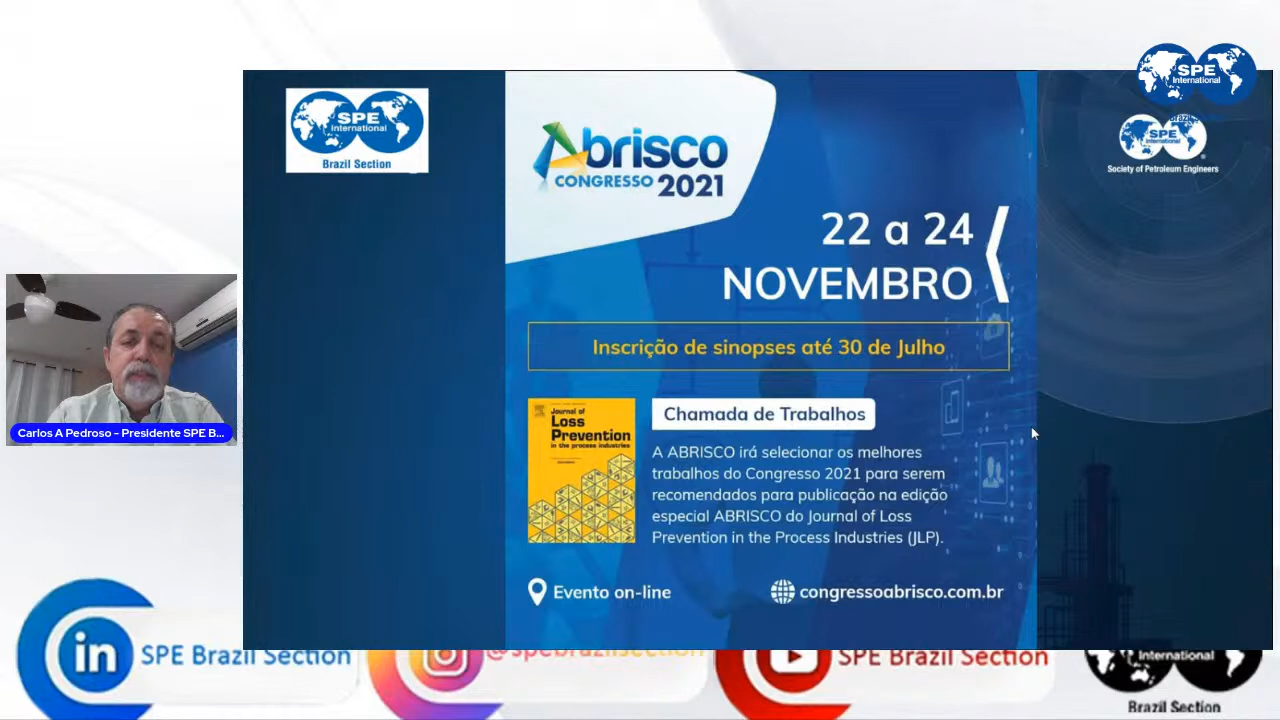 SPE
International
Brazil Section
Abrisco
CONGRESSO 2021
SPE
International
SPE
International
Society of Petroleum Engineers
22 a 24
NOVEMBRO
Inscrição de sinopses até 30 de Julho
Journal of
Loss
Prevention
in the process industries
Chamada de Trabalhos
A ABRISCO irá selecionar os melhores
trabalhos do Congresso 2021 para serem
recomendados para publicação na edição
especial ABRISCO do Journal of Loss
Prevention in the Process Industries (JLP).
Evento on-line
congressoabrisco.com.br
Carlos A Pedroso - Presidente SPE B...
in
SPE Brazil Section
@spebrazilsection
SPE Brazil Section
International
Brazil Section